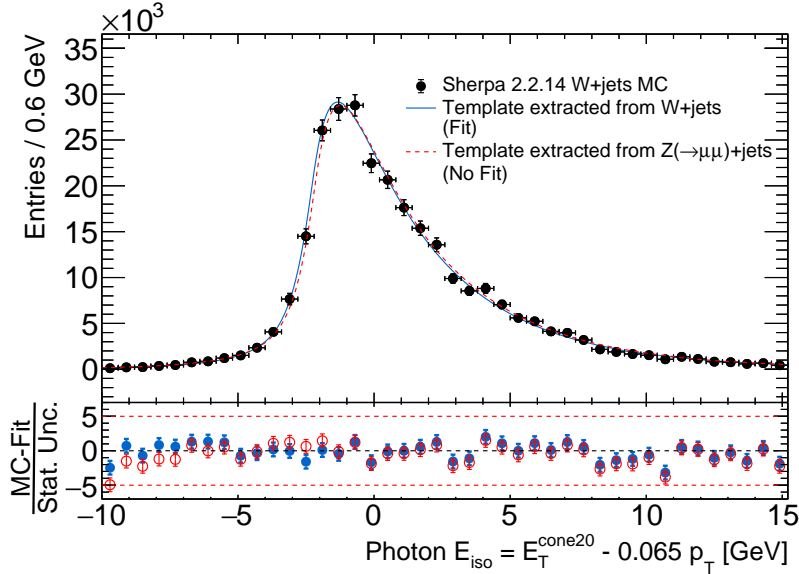 ×10³
35
30
25
20
15
10
5
0
Entries / 0.6 GeV
Sherpa 2.2.14 W+jets MC
Template extracted from W+jets
(Fit)
Template extracted from Z(→μμ)+jets
(No Fit)
MC-Fit
Stat. Unc.
5
0
−5
−10 −5 0 5 10 15
Photon E_iso = E_T^cone20 - 0.065 p_T [GeV]